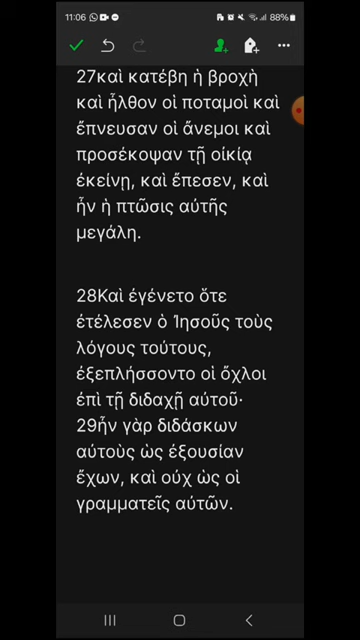 11:06 88%
27καὶ κατέβη ἡ βροχὴ
καὶ ἦλθον οἱ ποταμοὶ καὶ
ἔπνευσαν οἱ ἄνεμοι καὶ
προσέκοψαν τῇ οἰκίᾳ
ἐκείνῃ, καὶ ἔπεσεν, καὶ
ἦν ἡ πτῶσις αὐτῆς
μεγάλη.
28Καὶ ἐγένετο ὅτε
ἐτέλεσεν ὁ Ἰησοῦς τοὺς
λόγους τούτους,
ἐξεπλήσσοντο οἱ ὄχλοι
ἐπὶ τῇ διδαχῇ αὐτοῦ·
29ἦν γὰρ διδάσκων
αὐτοὺς ὡς ἐξουσίαν
ἔχων, καὶ οὐχ ὡς οἱ
γραμματεῖς αὐτῶν.